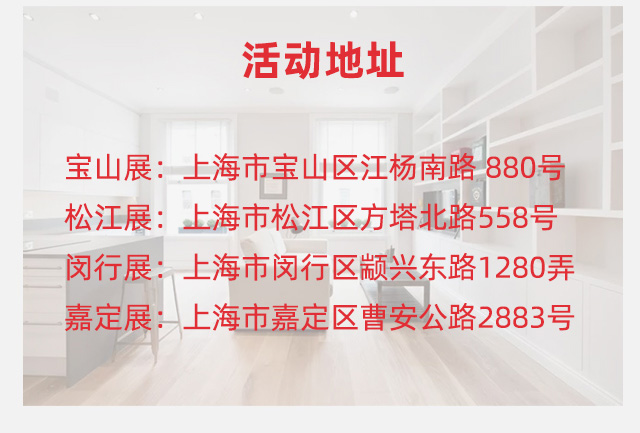 活动地址
宝山展：上海市宝山区江杨南路 880号
松江展：上海市松江区方塔北路558号
闵行展：上海市闵行区颛兴东路1280弄
嘉定展：上海市嘉定区曹安公路2883号